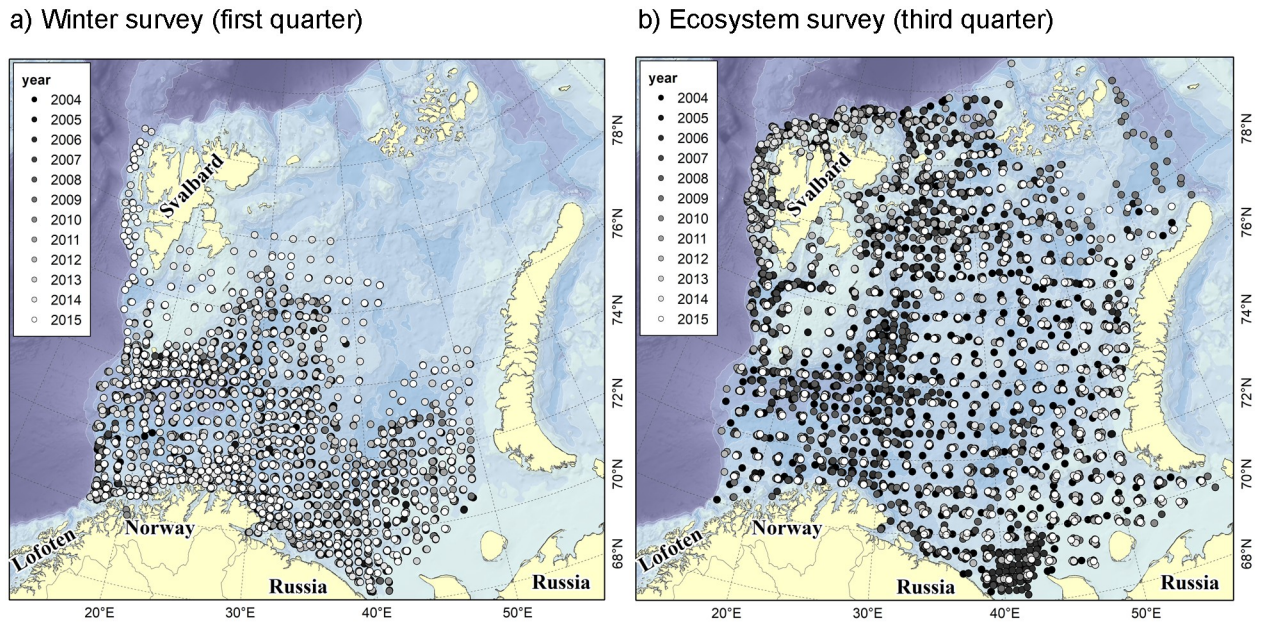 a) Winter survey (first quarter)
b) Ecosystem survey (third quarter)
year
2004
2005
2006
2007
2008
2009
2010
2011
2012
2013
2014
2015
Svalbard
Norway
Lofoten
Russia
Russia
78°N
76°N
74°N
72°N
70°N
68°N
20°E
30°E
40°E
50°E
year
2004
2005
2006
2007
2008
2009
2010
2011
2012
2013
2014
2015
Svalbard
Norway
Lofoten
Russia
Russia
78°N
76°N
74°N
72°N
70°N
68°N
20°E
30°E
40°E
50°E